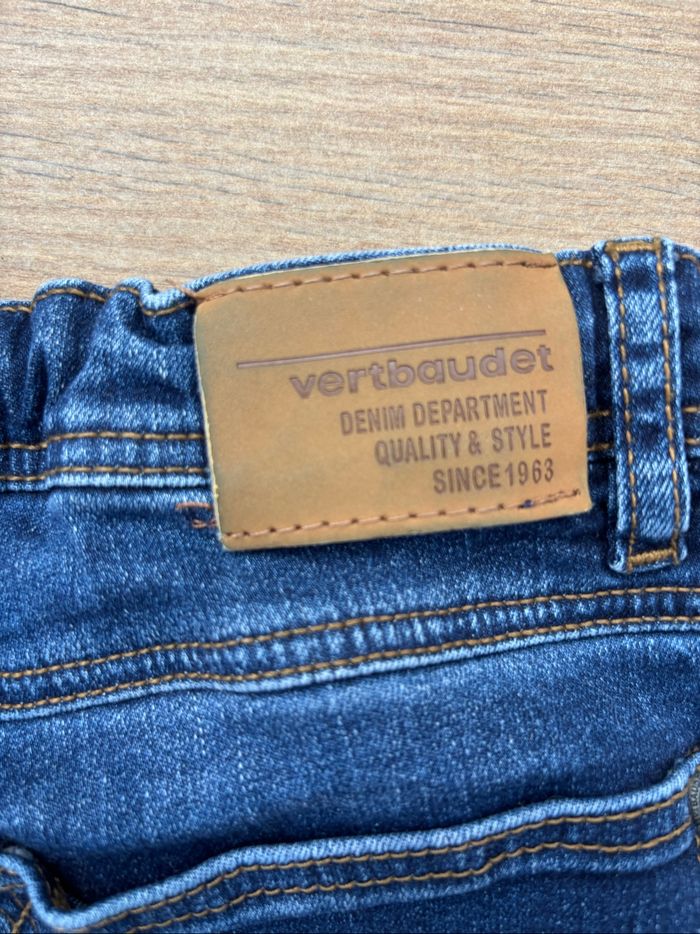 vertbaudet
DENIM DEPARTMENT
QUALITY & STYLE
SINCE 1963